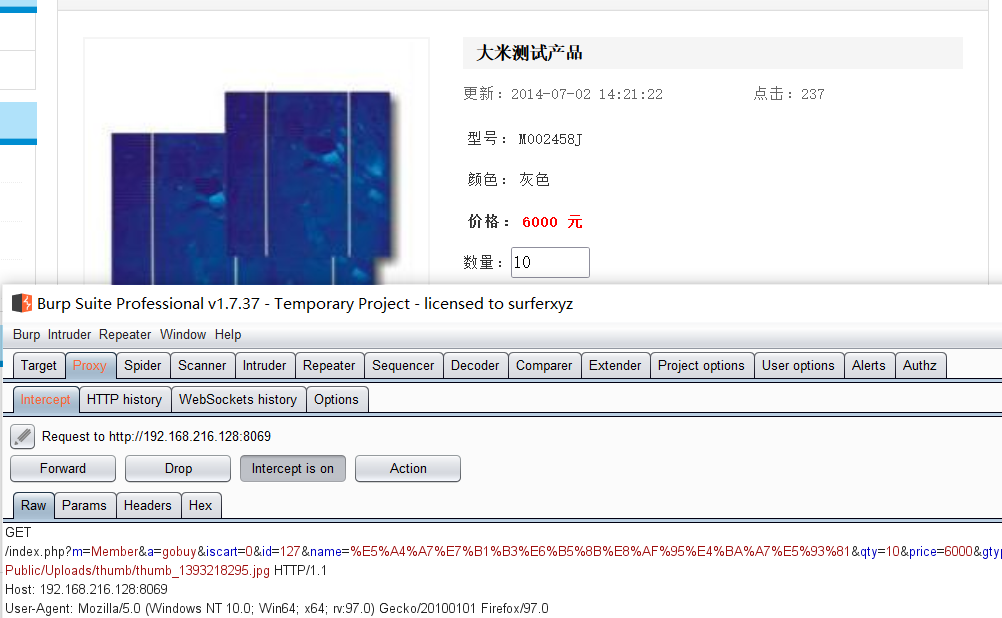 大米测试产品
更新：2014-07-02 14:21:22 点击：237
型号： M002458J
颜色： 灰色
价格： 6000 元
数量：10
Burp Suite Professional v1.7.37 - Temporary Project - licensed to surferxyz
Burp Intruder Repeater Window Help
Target Proxy Spider Scanner Intruder Repeater Sequencer Decoder Comparer Extender Project options User options Alerts Authz
Intercept HTTP history WebSockets history Options
Request to http://192.168.216.128:8069
Forward Drop Intercept is on Action
Raw Params Headers Hex
GET
/index.php?m=Member&a=gobuy&iscart=0&id=127&name=%E5%A4%A7%E7%B1%B3%E6%B5%8B%E8%AF%95%E4%BA%A7%E5%93%81&qty=10&price=6000&gtyp
Public/Uploads/thumb/thumb_1393218295.jpg HTTP/1.1
Host: 192.168.216.128:8069
User-Agent: Mozilla/5.0 (Windows NT 10.0; Win64; x64; rv:97.0) Gecko/20100101 Firefox/97.0